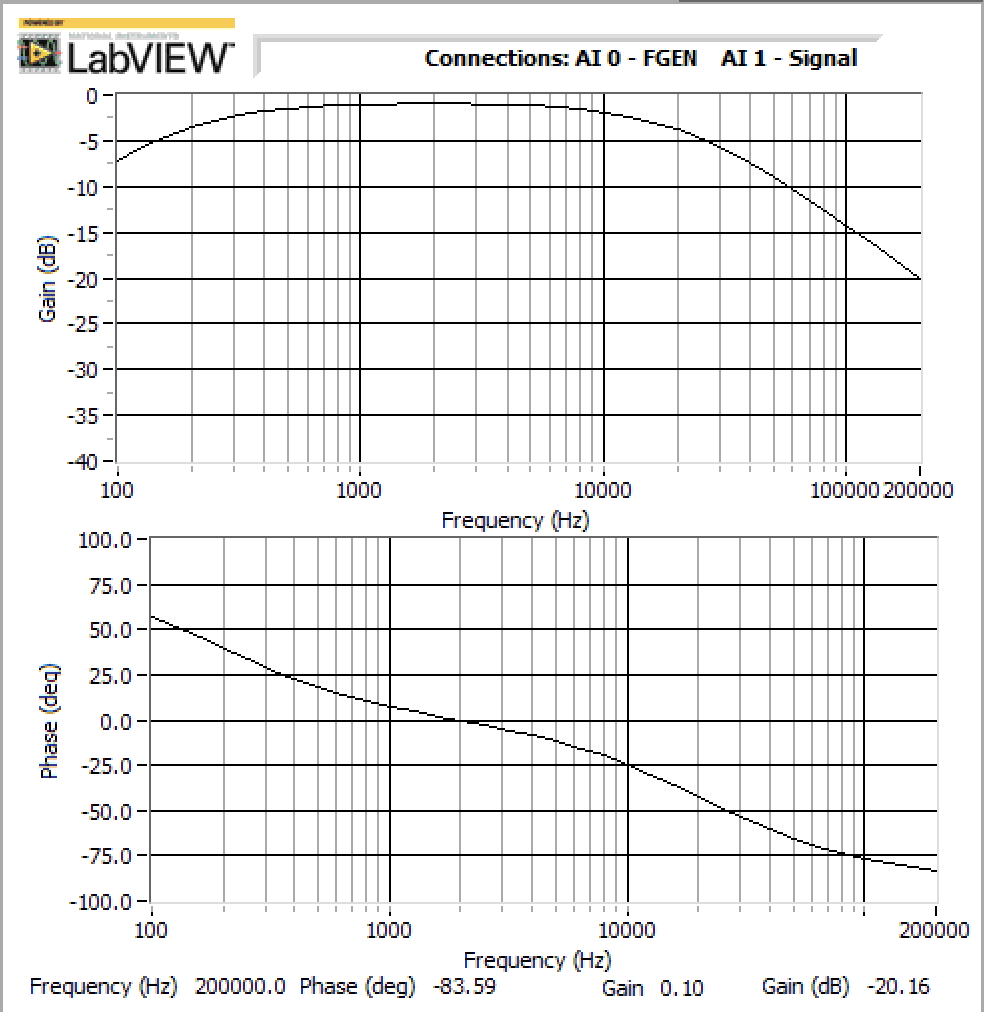 POWERED BY
NATIONAL INSTRUMENTS
LabVIEW™
Connections: AI 0 - FGEN AI 1 - Signal
0
-5
-10
-15
-20
-25
-30
-35
-40
Gain (dB)
100 1000 10000 100000 200000
Frequency (Hz)
100.0
75.0
50.0
25.0
0.0
-25.0
-50.0
-75.0
-100.0
Phase (deg)
100 1000 10000 200000
Frequency (Hz)
Frequency (Hz) 200000.0 Phase (deg) -83.59 Gain 0.10 Gain (dB) -20.16